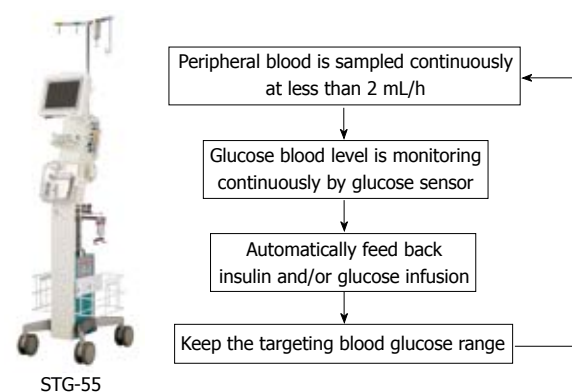 Peripheral blood is sampled continuously
at less than 2 mL/h
Glucose blood level is monitoring
continuously by glucose sensor
Automatically feed back
insulin and/or glucose infusion
Keep the targeting blood glucose range
STG-55